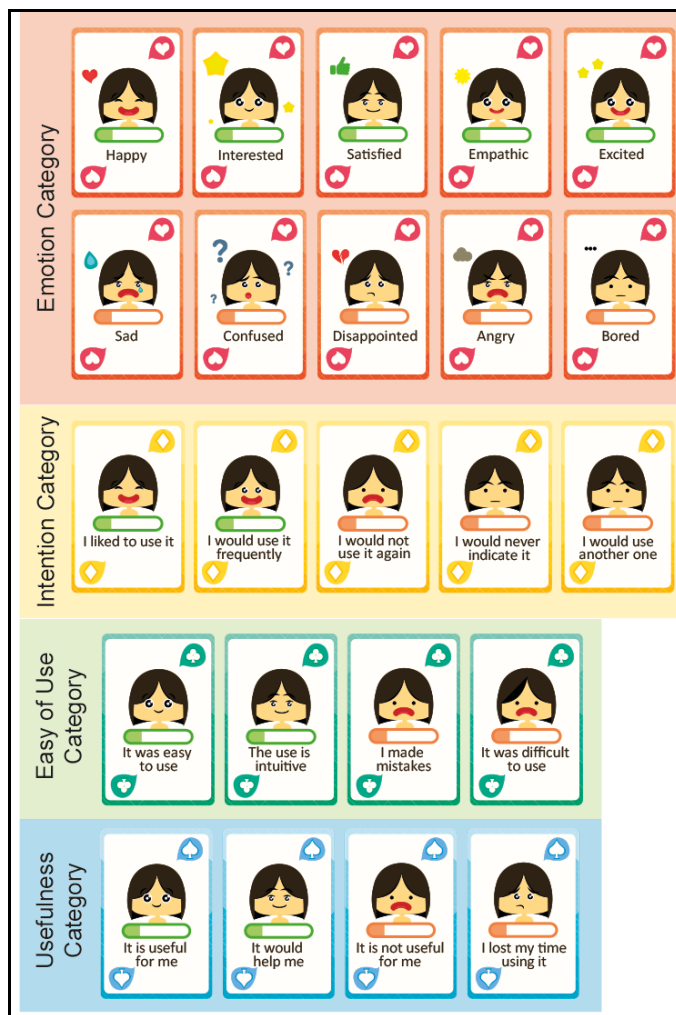 Emotion Category
Happy
Interested
Satisfied
Empathic
Excited
?
?
?
Sad
Confused
Disappointed
Angry
Bored
Intention Category
I liked to use it
I would use it
frequently
I would not
use it again
I would never
indicate it
I would use
another one
Easy of Use
Category
It was easy
to use
The use is
intuitive
I made
mistakes
It was difficult
to use
Usefulness
Category
It is useful
for me
It would
help me
It is not useful
for me
I lost my time
using it